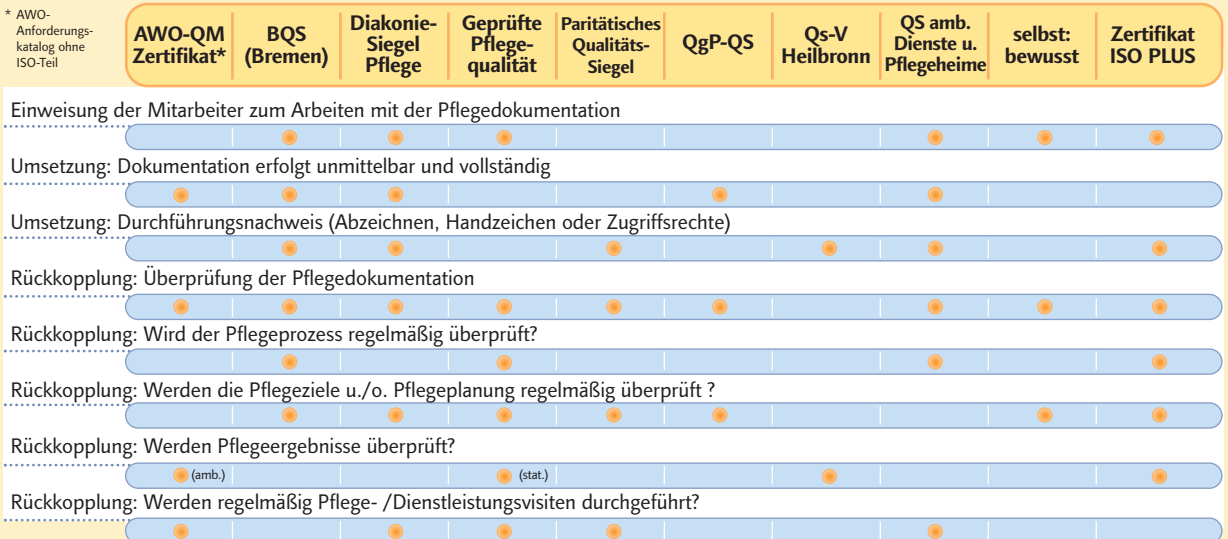 * AWO-
Anforderungs-
katalog ohne
ISO-Teil
AWO-QM
Zertifikat*
BQS
(Bremen)
Diakonie-
Siegel
Pflege
Geprüfte
Pflege-
qualität
Paritätisches
Qualitäts-
Siegel
QgP-QS
Qs-V
Heilbronn
QS amb.
Dienste u.
Pflegeheime
selbst:
bewusst
Zertifikat
ISO PLUS
Einweisung der Mitarbeiter zum Arbeiten mit der Pflegedokumentation
Umsetzung: Dokumentation erfolgt unmittelbar und vollständig
Umsetzung: Durchführungsnachweis (Abzeichnen, Handzeichen oder Zugriffsrechte)
Rückkopplung: Überprüfung der Pflegedokumentation
Rückkopplung: Wird der Pflegeprozess regelmäßig überprüft?
Rückkopplung: Werden die Pflegeziele u./o. Pflegeplanung regelmäßig überprüft ?
Rückkopplung: Werden Pflegeergebnisse überprüft?
(amb.) (stat.)
Rückkopplung: Werden regelmäßig Pflege- /Dienstleistungsvisiten durchgeführt?